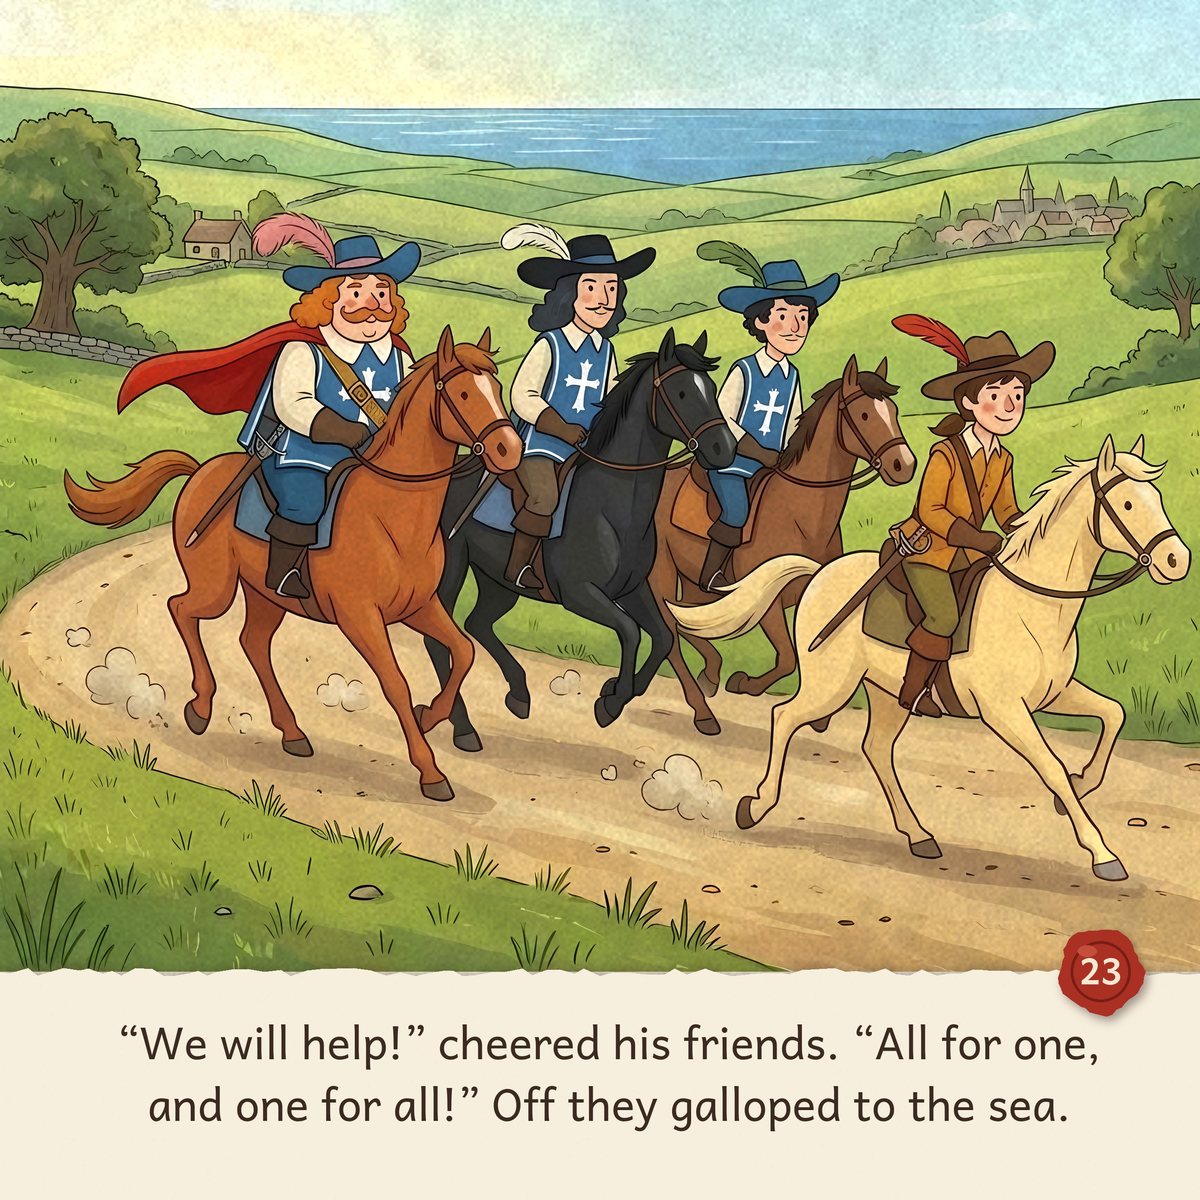 23
“We will help!” cheered his friends. “All for one,
and one for all!” Off they galloped to the sea.